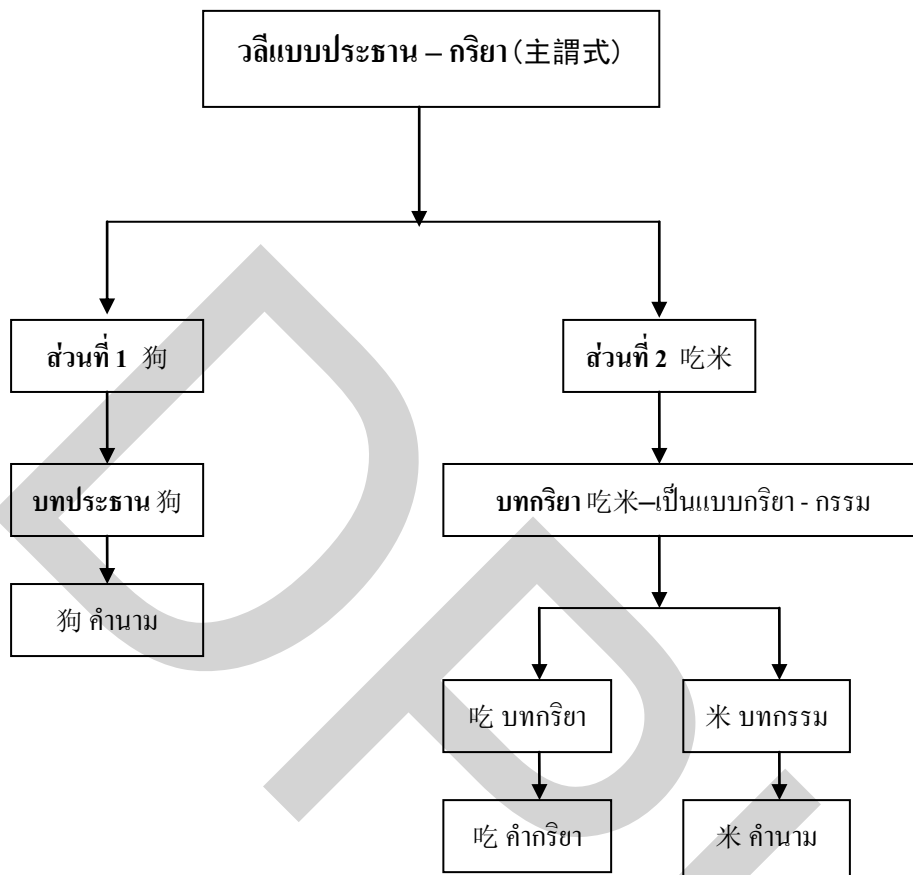 วลีแบบประธาน – กริยา (主謂式)
ส่วนที่ 1 狗
ส่วนที่ 2 吃米
บทประธาน 狗
บทกริยา 吃米–เป็นแบบกริยา - กรรม
狗 คำนาม
吃 บทกริยา
米 บทกรรม
吃 คำกริยา
米 คำนาม